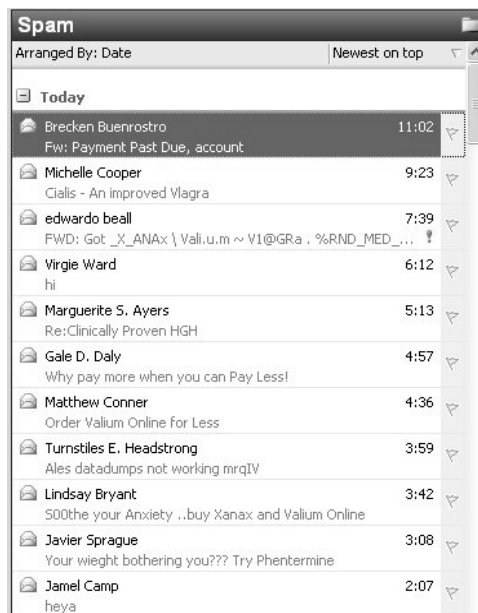 Spam
Arranged By: Date Newest on top
Today
Brecken Buenrostro 11:02
Fw: Payment Past Due, account
Michelle Cooper 9:23
Cialis - An improved Vlagra
edwardo beall 7:39
FWD: Got _X_ANAx \ Vali.u.m ~ V1@GRa . %RND_MED_... !
Virgie Ward 6:12
hi
Marguerite S. Ayers 5:13
Re:Clinically Proven HGH
Gale D. Daly 4:57
Why pay more when you can Pay Less!
Matthew Conner 4:36
Order Valium Online for Less
Turnstiles E. Headstrong 3:59
Ales datadumps not working mrqIV
Lindsay Bryant 3:42
S00the your Anxiety ..buy Xanax and Valium Online
Javier Sprague 3:08
Your wieght bothering you??? Try Phentermine
Jamel Camp 2:07
heya